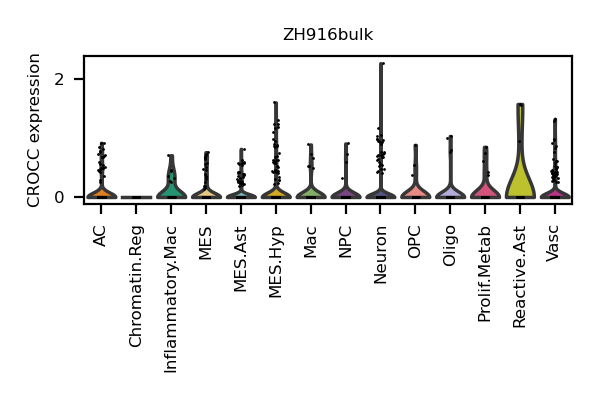 ZH916bulk
CROCC expression
2
0
AC
Chromatin.Reg
Inflammatory.Mac
MES
MES.Ast
MES.Hyp
Mac
NPC
Neuron
OPC
Oligo
Prolif.Metab
Reactive.Ast
Vasc